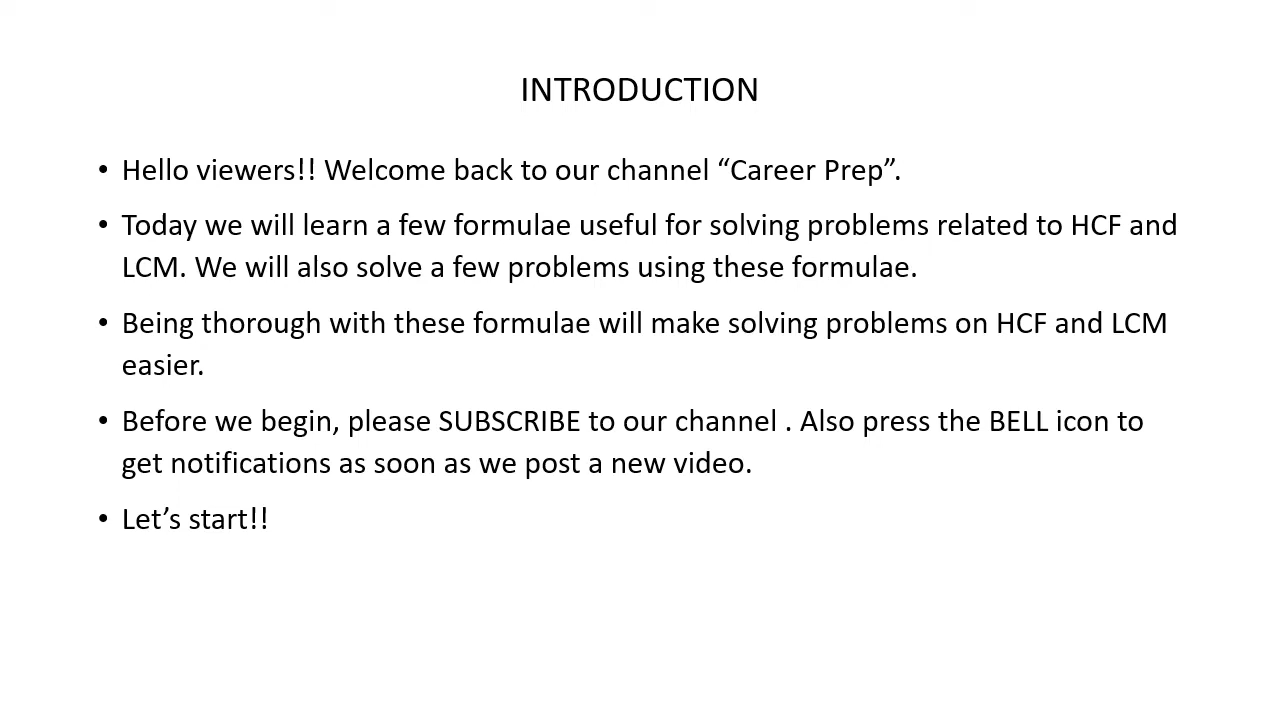 INTRODUCTION
• Hello viewers!! Welcome back to our channel “Career Prep”.
• Today we will learn a few formulae useful for solving problems related to HCF and
LCM. We will also solve a few problems using these formulae.
• Being thorough with these formulae will make solving problems on HCF and LCM
easier.
• Before we begin, please SUBSCRIBE to our channel . Also press the BELL icon to
get notifications as soon as we post a new video.
• Let’s start!!